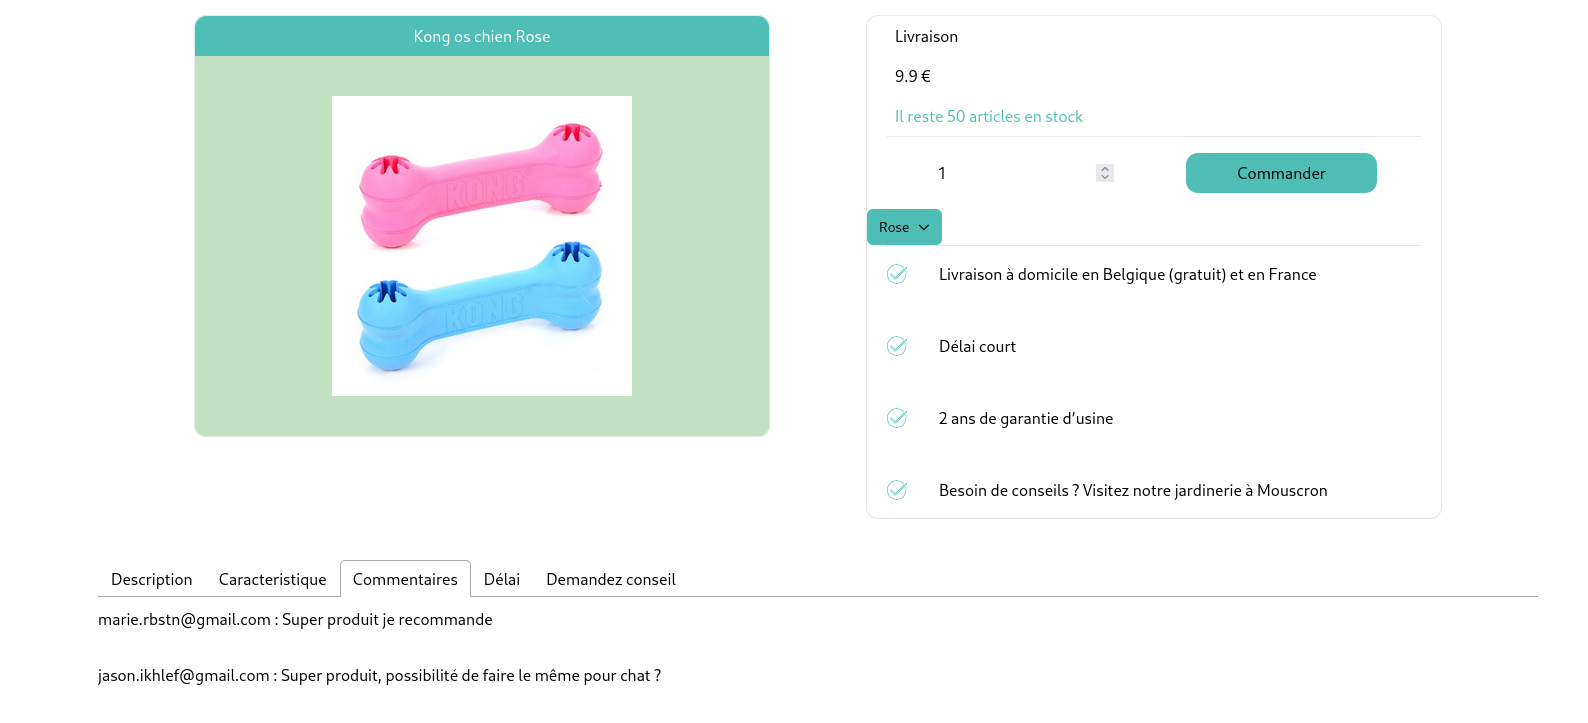 Kong os chien Rose
KONG
KONG
Livraison
9.9 €
Il reste 50 articles en stock
1
Commander
Rose
Livraison à domicile en Belgique (gratuit) et en France
Délai court
2 ans de garantie d’usine
Besoin de conseils ? Visitez notre jardinerie à Mouscron
Description Caracteristique Commentaires Délai Demandez conseil
marie.rbstn@gmail.com : Super produit je recommande
jason.ikhlef@gmail.com : Super produit, possibilité de faire le même pour chat ?